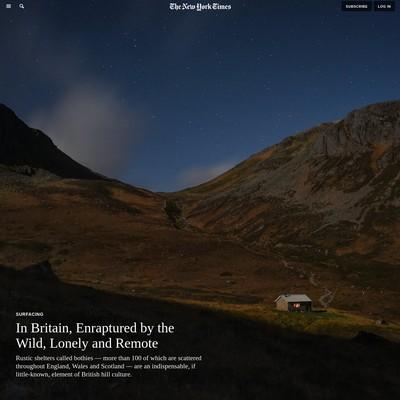 The New York Times
SUBSCRIBE
LOG IN
SURFACING
In Britain, Enraptured by the
Wild, Lonely and Remote
Rustic shelters called bothies — more than 100 of which are scattered
throughout England, Wales and Scotland — are an indispensable, if
little-known, element of British hill culture.